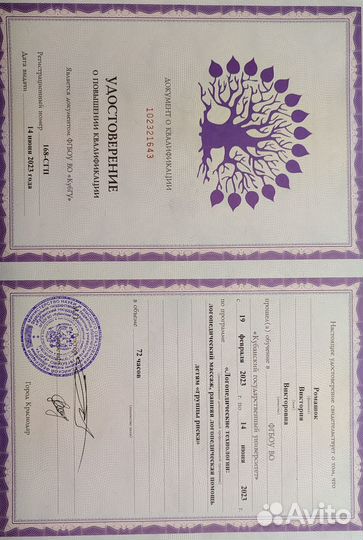 ДОКУМЕНТ О КВАЛИФИКАЦИИ
102321643
УДОСТОВЕРЕНИЕ
О ПОВЫШЕНИИ КВАЛИФИКАЦИИ
Является документом ФГБОУ ВО «КубГУ»
Регистрационный номер 168-СГП
Дата выдачи 14 июня 2023 года
Настоящее удостоверение свидетельствует о том, что
Романюк
Виктория
Викторовна
прошел(а) обучение в ФГБОУ ВО
«Кубанский государственный университет»
с 19 февраля 2023 г. по 14 июня 2023 г.
по программе
«Логопедические технологии:
логопедический массаж, ранняя логопедическая помощь
детям «группы риска»
в объеме 72 часов
Город Краснодар
Avito